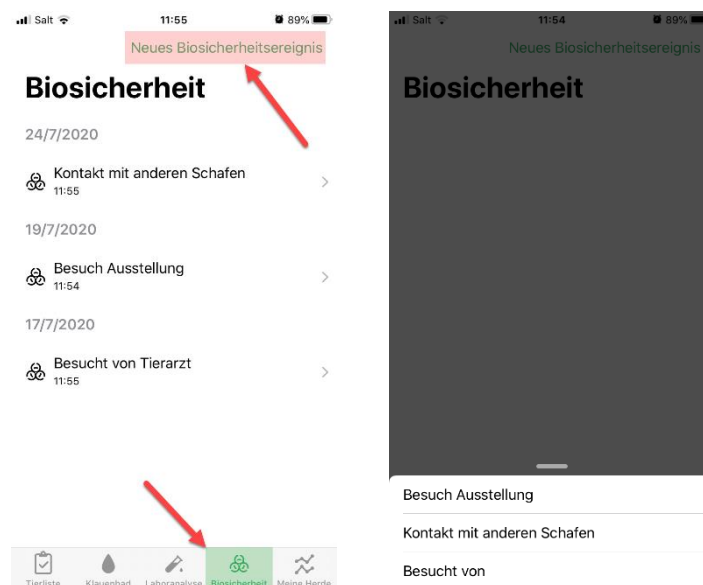 Salt 11:55 89%
Neues Biosicherheitsereignis
Biosicherheit
24/7/2020
Kontakt mit anderen Schafen
11:55
19/7/2020
Besuch Ausstellung
11:54
17/7/2020
Besucht von Tierarzt
11:55
Tierliste Klauenbad Laboranalyse Biosicherheit Meine Herde
Salt 11:54 89%
Neues Biosicherheitsereignis
Biosicherheit
Besuch Ausstellung
Kontakt mit anderen Schafen
Besucht von